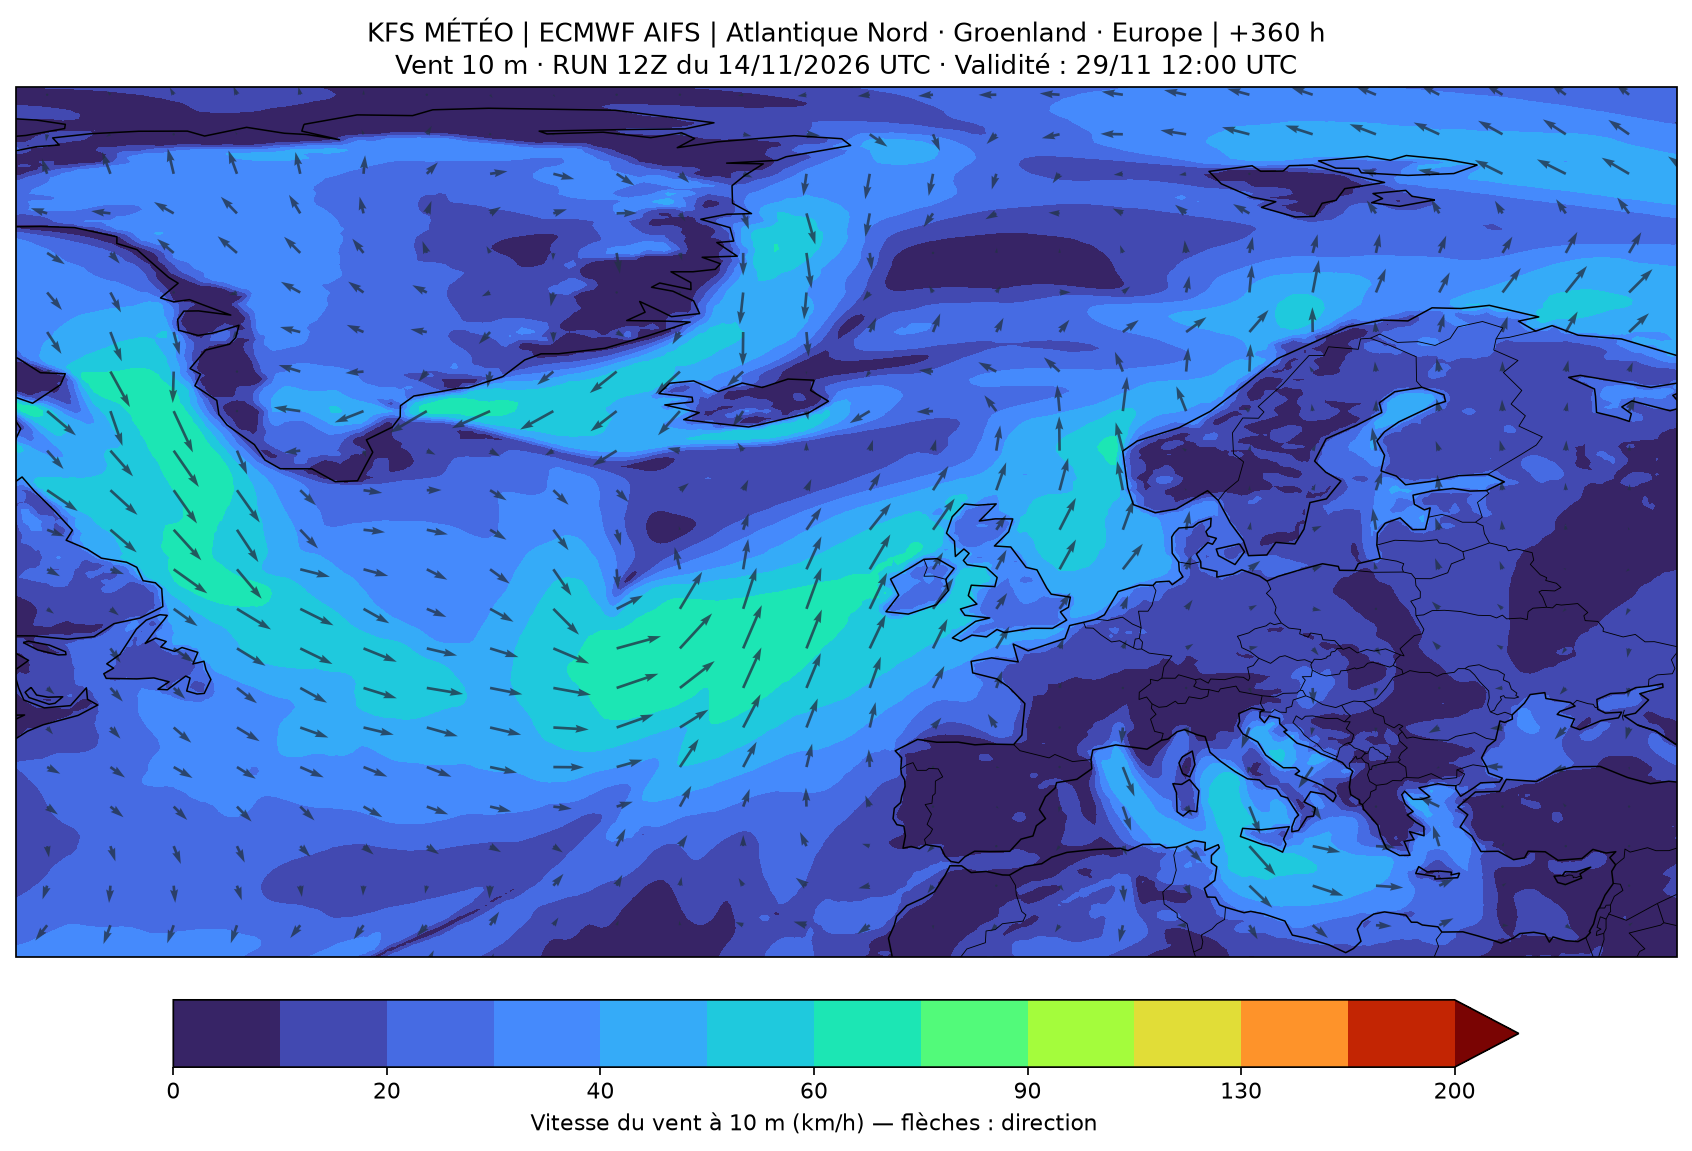 KFS MÉTÉO | ECMWF AIFS | Atlantique Nord · Groenland · Europe | +360 h
Vent 10 m · RUN 12Z du 14/11/2026 UTC · Validité : 29/11 12:00 UTC
0 20 40 60 90 130 200
Vitesse du vent à 10 m (km/h) — flèches : direction